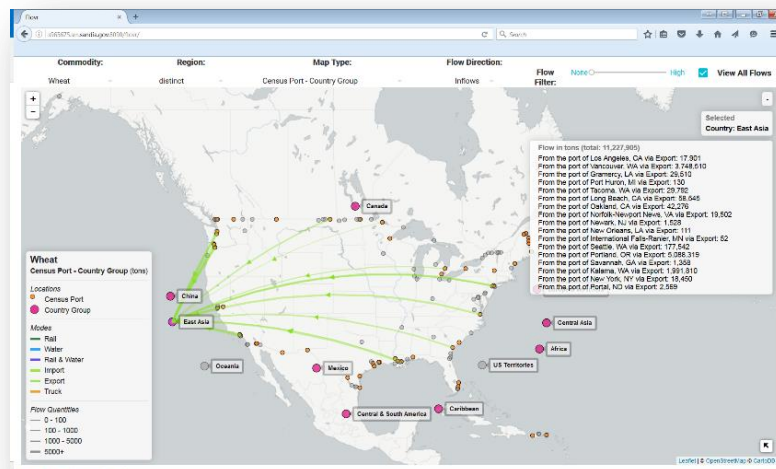 Flow
Search
Commodity:
Region:
Map Type:
Flow Direction:
Wheat
distinct
Census Port - Country Group
Inflows
Flow Filter:
None
High
View All Flows
+
−
Selected
Country: East Asia
Flow in tons (total: 11,227,905)
From the port of Los Angeles, CA via Export: 17,901
From the port of Vancouver, WA via Export: 3,748,510
From the port of Gramercy, LA via Export: 29,510
From the port of Port Huron, MI via Export: 130
From the port of Tacoma, WA via Export: 29,792
From the port of Long Beach, CA via Export: 58,545
From the port of Oakland, CA via Export: 42,276
From the port of Norfolk-Newport News, VA via Export: 19,502
From the port of Newark, NJ via Export: 1,528
From the port of New Orleans, LA via Export: 111
From the port of International Falls-Ranier, MN via Export: 52
From the port of Seattle, WA via Export: 177,542
From the port of Portland, OR via Export: 5,088,319
From the port of Savannah, GA via Export: 1,358
From the port of Kalama, WA via Export: 1,991,810
From the port of New York, NY via Export: 18,450
From the port of Portal, ND via Export: 2,569
Canada
China
East Asia
Oceania
Mexico
Central & South America
Caribbean
US Territories
Africa
Central Asia
Wheat
Census Port - Country Group (tons)
Locations
Census Port
Country Group
Modes
Rail
Water
Rail & Water
Import
Export
Truck
Flow Quantities
0 - 100
100 - 1000
1000 - 5000
5000+
Leaflet | © OpenStreetMap © CartoDB